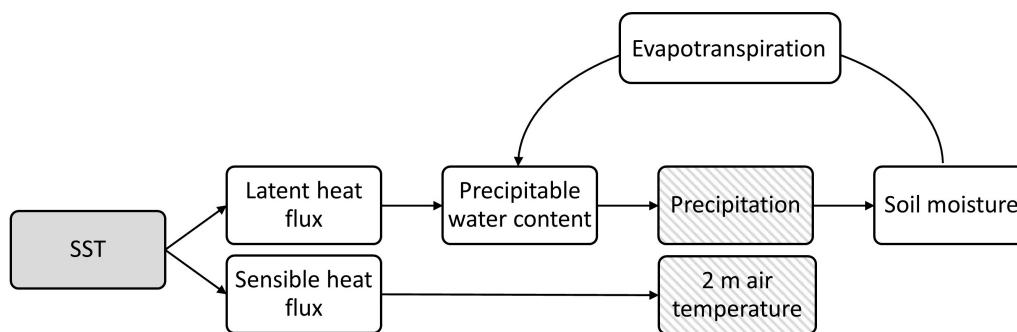 Evapotranspiration
Latent heat
flux
Precipitable
water content
Precipitation
Soil moisture
SST
Sensible heat
flux
2 m air
temperature